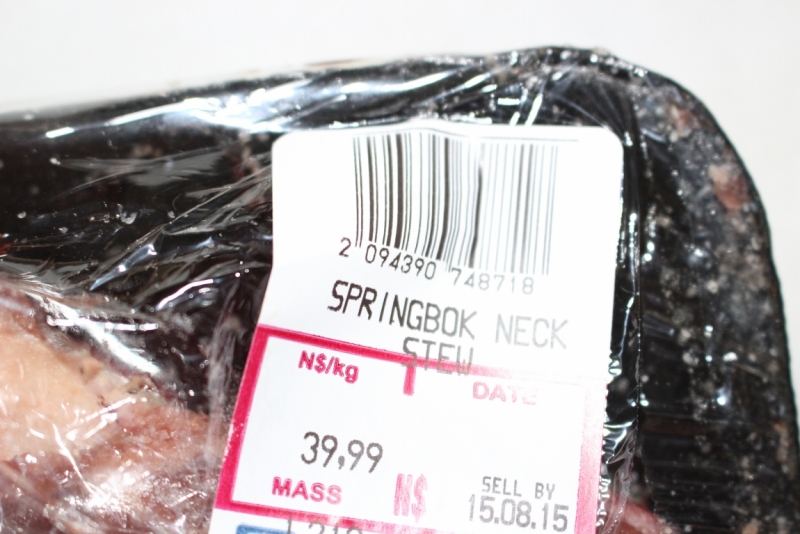 2 094390 748718
SPRINGBOK NECK
STEW
N$/kg
DATE
39,99
SELL BY
MASS
N$
15.08.15